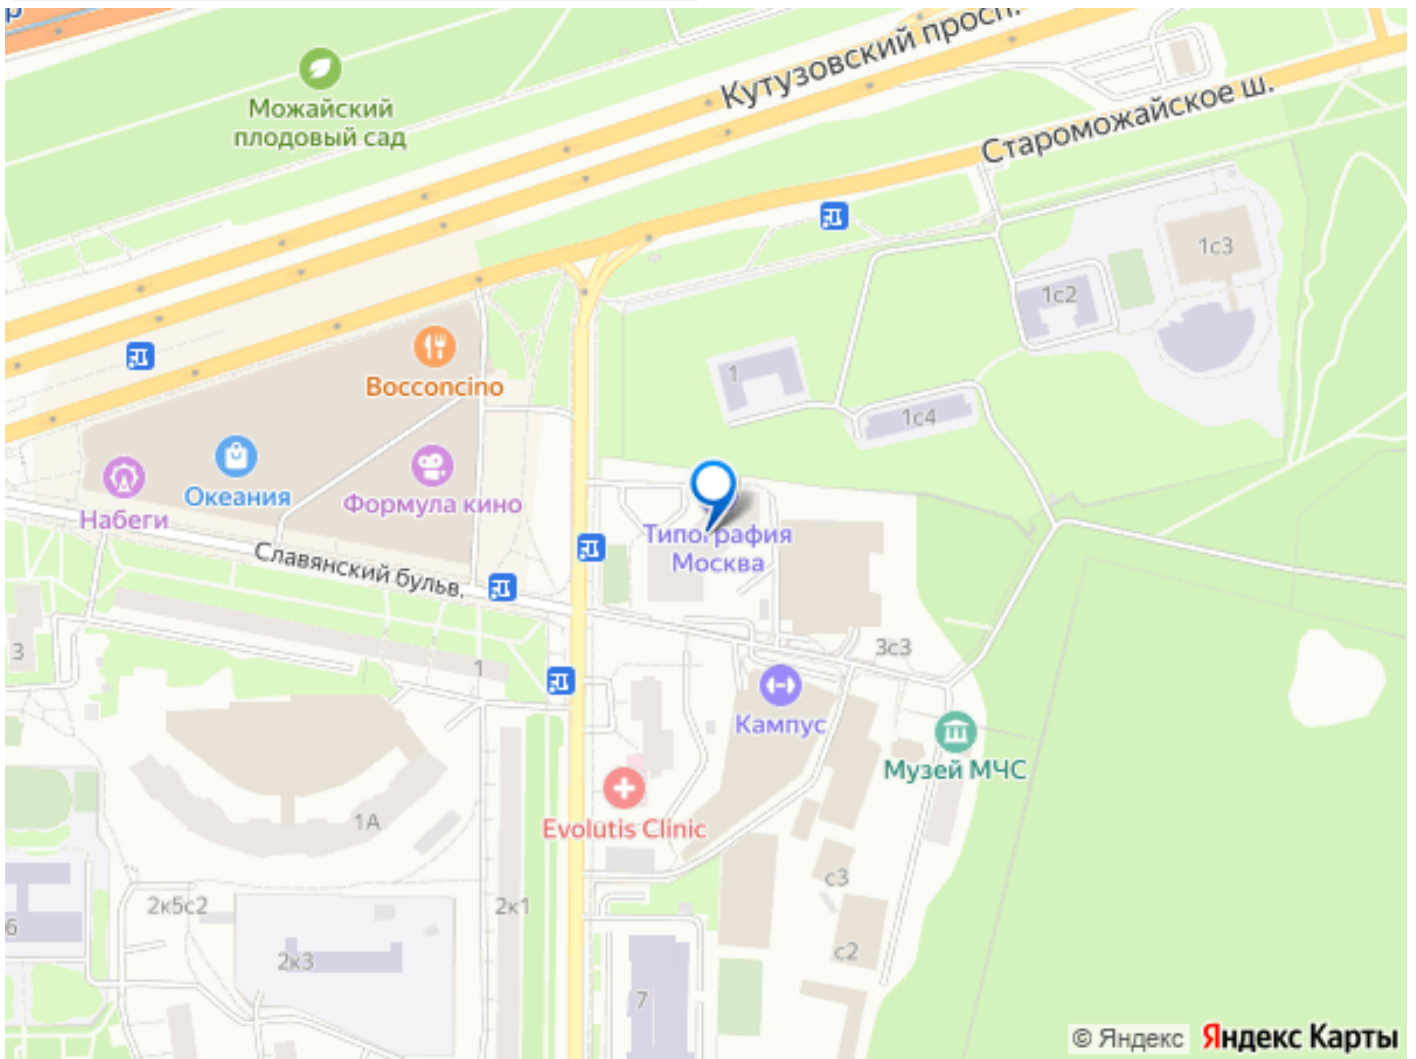 р
Кутузовский просп.
Можайский
плодовый сад
Староможайское ш.
1с3
1с2
Bocconcino
1
1с4
Океания
Формула кино
Набеги
Типография
Москва
Славянский бульв.
3
1
3с3
Кампус
Музей МЧС
1А
Evolutis Clinic
с3
2к5с2
2к1
6
с2
2к3
7
© Яндекс Яндекс Карты